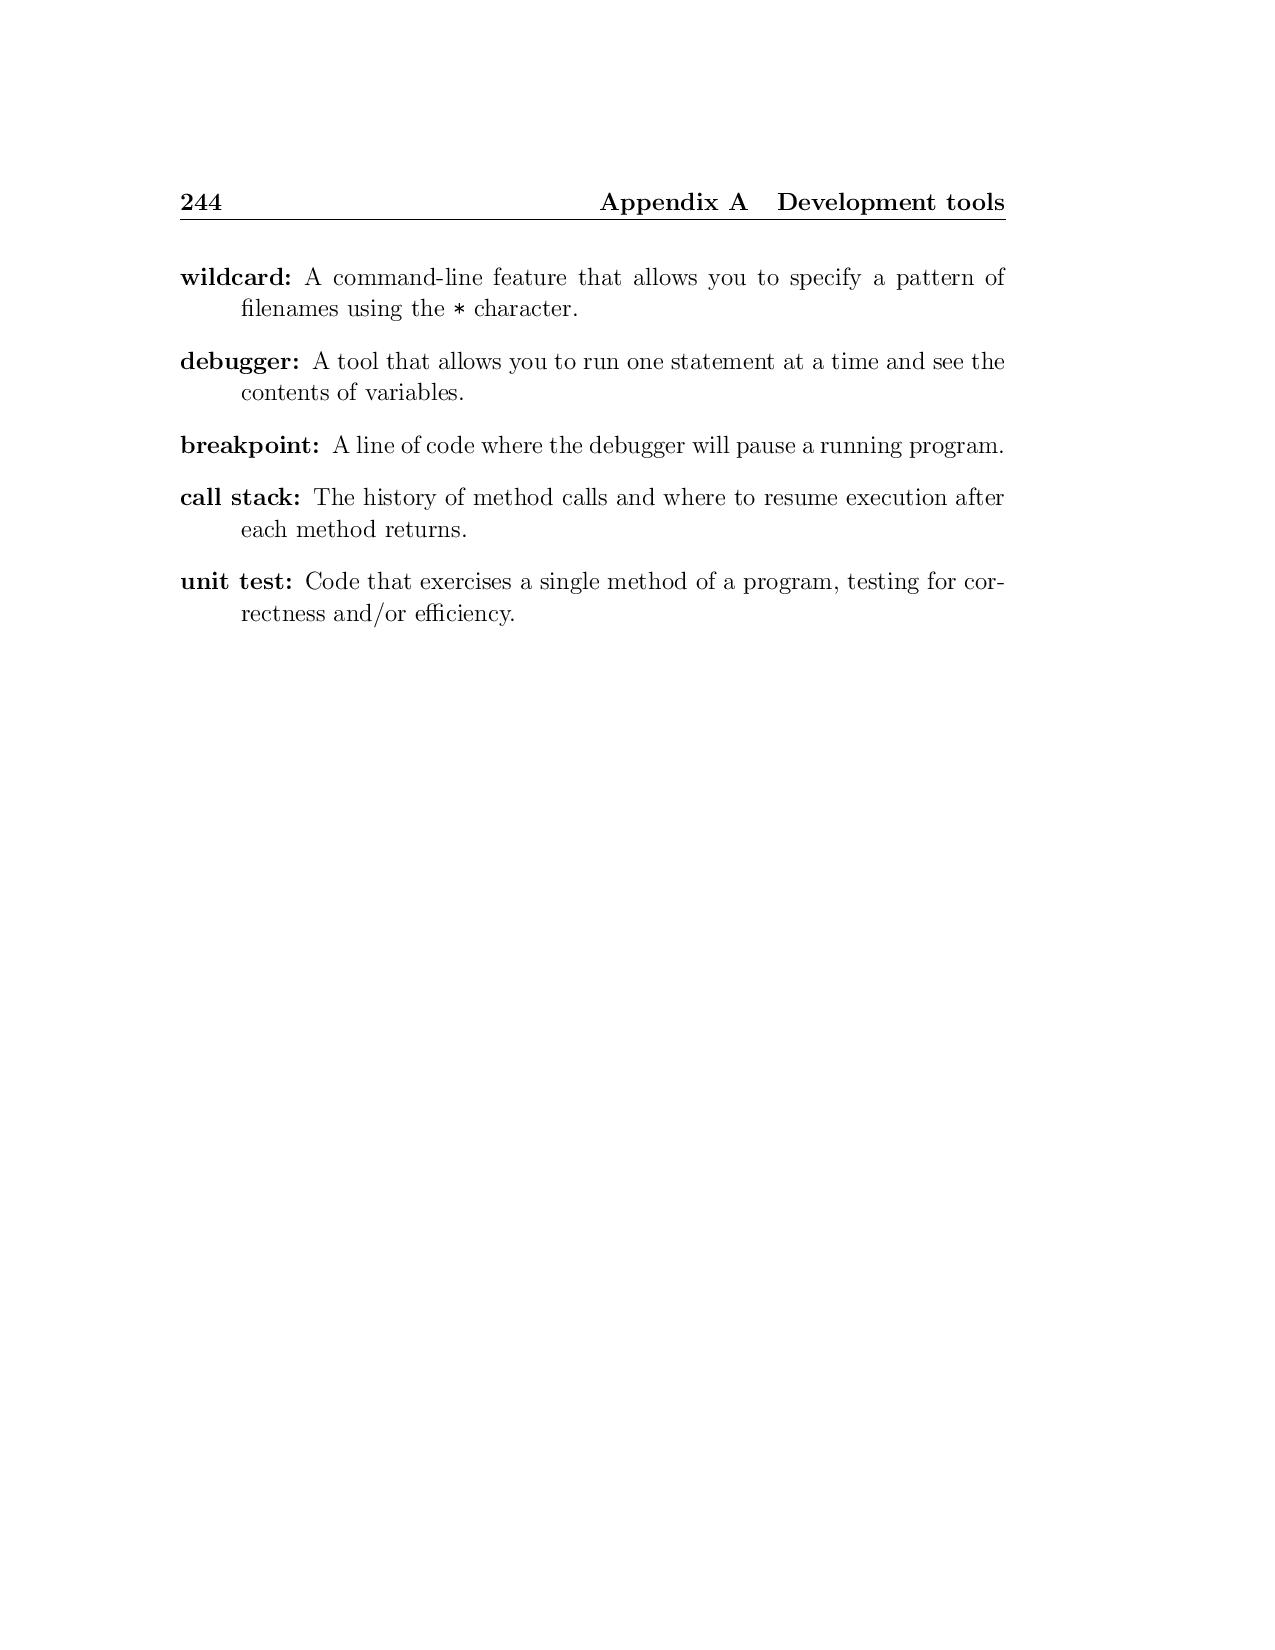 244 Appendix A Development tools
wildcard: A command-line feature that allows you to specify a pattern of
filenames using the * character.
debugger: A tool that allows you to run one statement at a time and see the
contents of variables.
breakpoint: A line of code where the debugger will pause a running program.
call stack: The history of method calls and where to resume execution after
each method returns.
unit test: Code that exercises a single method of a program, testing for cor-
rectness and/or efficiency.